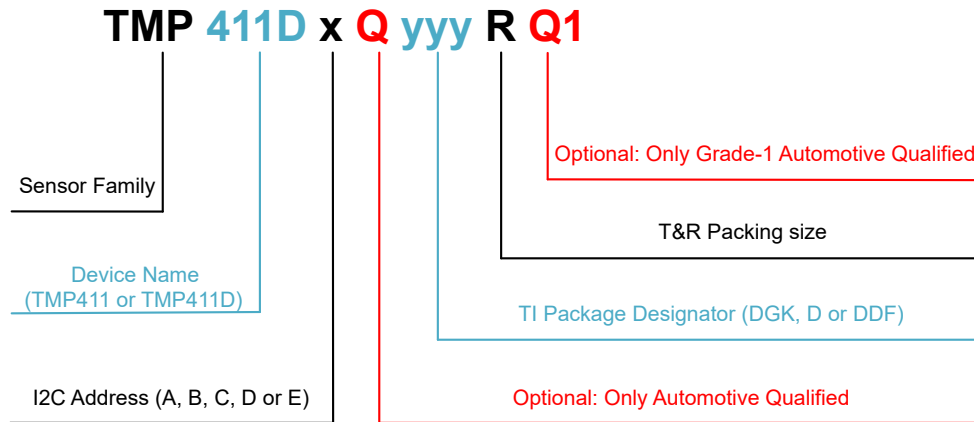 TMP 411D x Q yyy R Q1
Optional: Only Grade-1 Automotive Qualified
Sensor Family
T&R Packing size
Device Name
(TMP411 or TMP411D)
TI Package Designator (DGK, D or DDF)
I2C Address (A, B, C, D or E)
Optional: Only Automotive Qualified